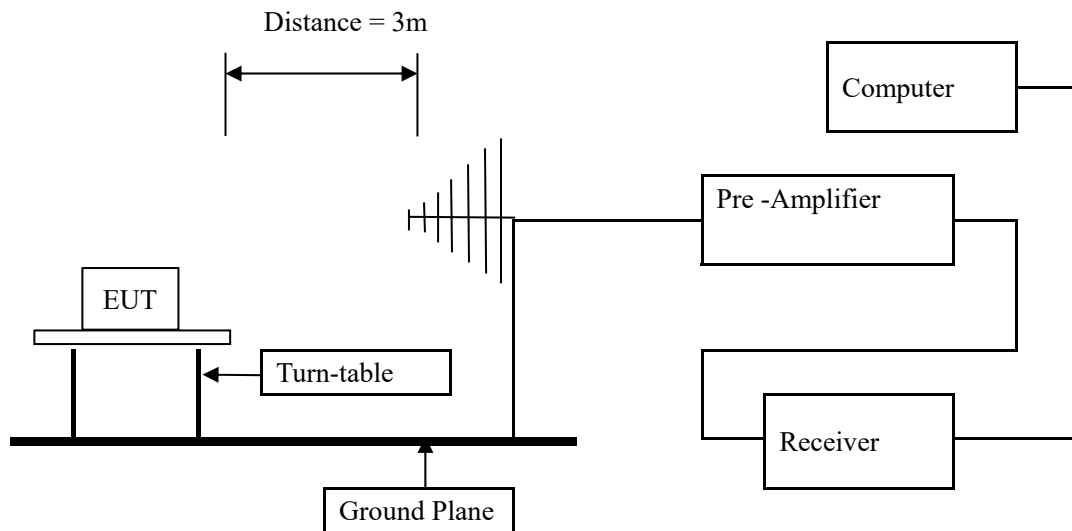 Distance = 3m
Computer
Pre -Amplifier
EUT
Turn-table
Receiver
Ground Plane